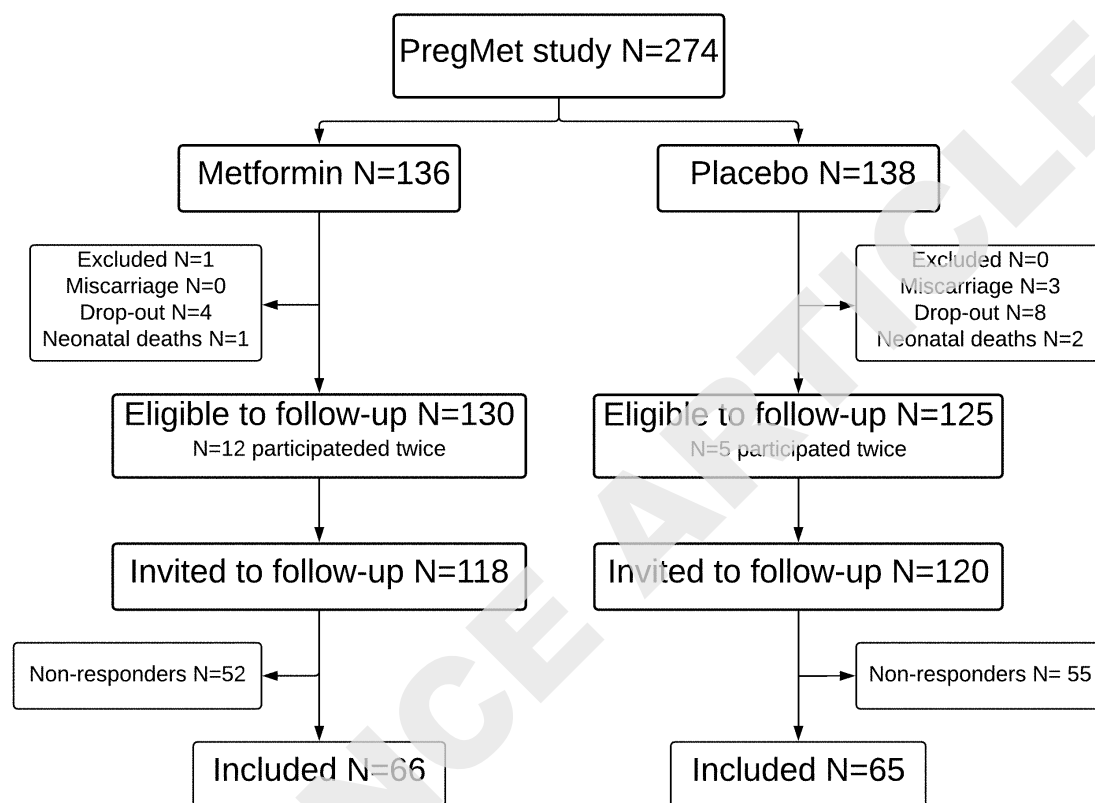 PregMet study N=274
Metformin N=136
Placebo N=138
Excluded N=1
Miscarriage N=0
Drop-out N=4
Neonatal deaths N=1
Excluded N=0
Miscarriage N=3
Drop-out N=8
Neonatal deaths N=2
Eligible to follow-up N=130
N=12 participateded twice
Eligible to follow-up N=125
N=5 participated twice
Invited to follow-up N=118
Invited to follow-up N=120
Non-responders N=52
Non-responders N= 55
Included N=66
Included N=65
NCE ARTICLE